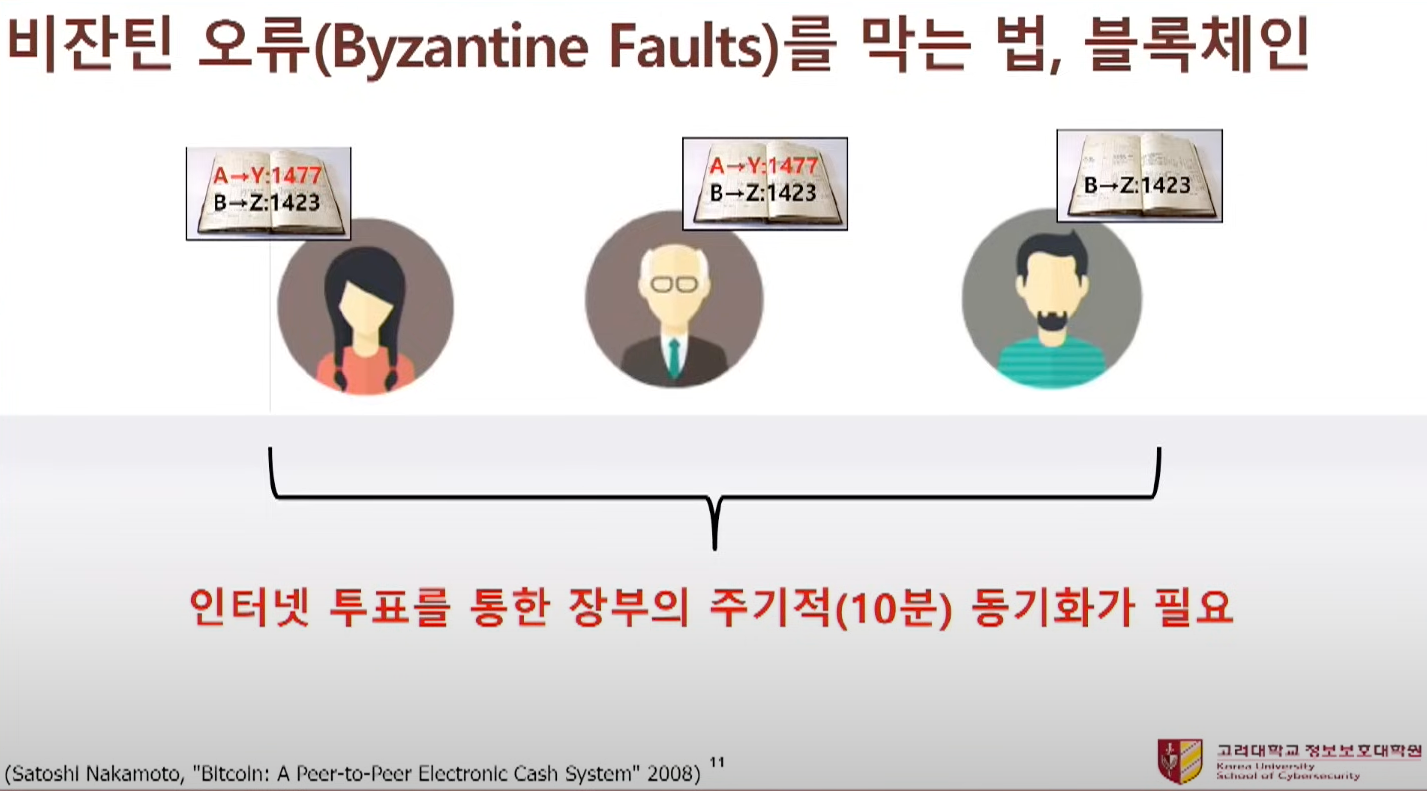 비잔틴 오류(Byzantine Faults)를 막는 법, 블록체인
A→Y:1477
B→Z:1423
A→Y:1477
B→Z:1423
B→Z:1423
인터넷 투표를 통한 장부의 주기적(10분) 동기화가 필요
(Satoshi Nakamoto, "Bitcoin: A Peer-to-Peer Electronic Cash System" 2008) 11
고려대학교 정보보호대학원
Korea University
School of Cybersecurity